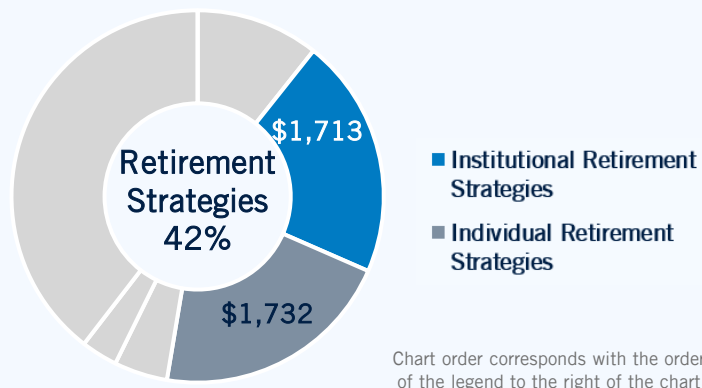 $1,713
Retirement
Strategies
42%
$1,732
Institutional Retirement
Strategies
Individual Retirement
Strategies
Chart order corresponds with the order
of the legend to the right of the chart